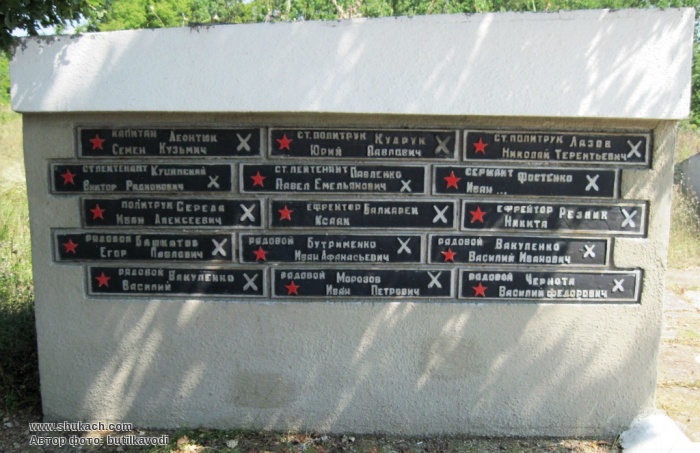 КАПИТАН ЛЕОНТЮК
СЕМЕН КУЗЬМИЧ
СТ. ПОЛИТРУК КУДРУК
ЮРИЙ ПАВЛОВИЧ
СТ. ПОЛИТРУК ЛАЗОВ
НИКОЛАЙ ТЕРЕНТЬЕВИЧ
СТ. ЛЕЙТЕНАНТ
ВИКТОР РАДИОНОВИЧ
СТ. ЛЕЙТЕНАНТ ПАВЛЕНКО
ПАВЕЛ ЕМЕЛЬЯНОВИЧ
СЕРЖАНТ ФОСТЕНКО
ИВАН ...
ПОЛИТРУК СЕРЕДА
ИВАН АЛЕКСЕЕВИЧ
ЕФРЕЙТОР БАЛКАРЕЙ
ИСААК
ЕФРЕЙТОР РЕЗНИК
НИКИТА
РЯДОВОЙ БАШКАТОВ
ЕГОР ПАВЛОВИЧ
РЯДОВОЙ БУТРИМЕНКО
ИВАН АФАНАСЬЕВИЧ
РЯДОВОЙ ВАКУЛЕНКО
ВАСИЛИЙ ИВАНОВИЧ
РЯДОВОЙ ВАКУЛЕНКО
ВАСИЛИЙ
РЯДОВОЙ МОРОЗОВ
ИВАН ПЕТРОВИЧ
РЯДОВОЙ ЧЕРНОТА
ВАСИЛИЙ ФЕДОРОВИЧ
www.shukach.com
Автор фото: butilkavodi